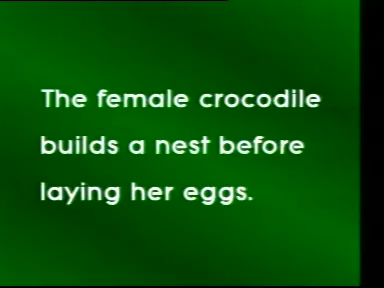 The female crocodile
builds a nest before
laying her eggs.